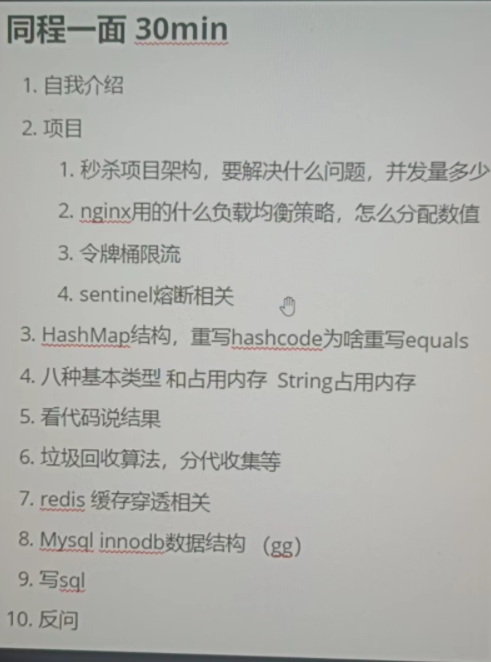 同程一面 30min
1. 自我介绍
2. 项目
1. 秒杀项目架构，要解决什么问题，并发量多少
2. nginx用的什么负载均衡策略，怎么分配数值
3. 令牌桶限流
4. sentinel熔断相关
3. HashMap结构，重写hashcode为啥重写equals
4. 八种基本类型 和占用内存  String占用内存
5. 看代码说结果
6. 垃圾回收算法，分代收集等
7. redis 缓存穿透相关
8. Mysql innodb数据结构 （gg）
9. 写sql
10. 反问